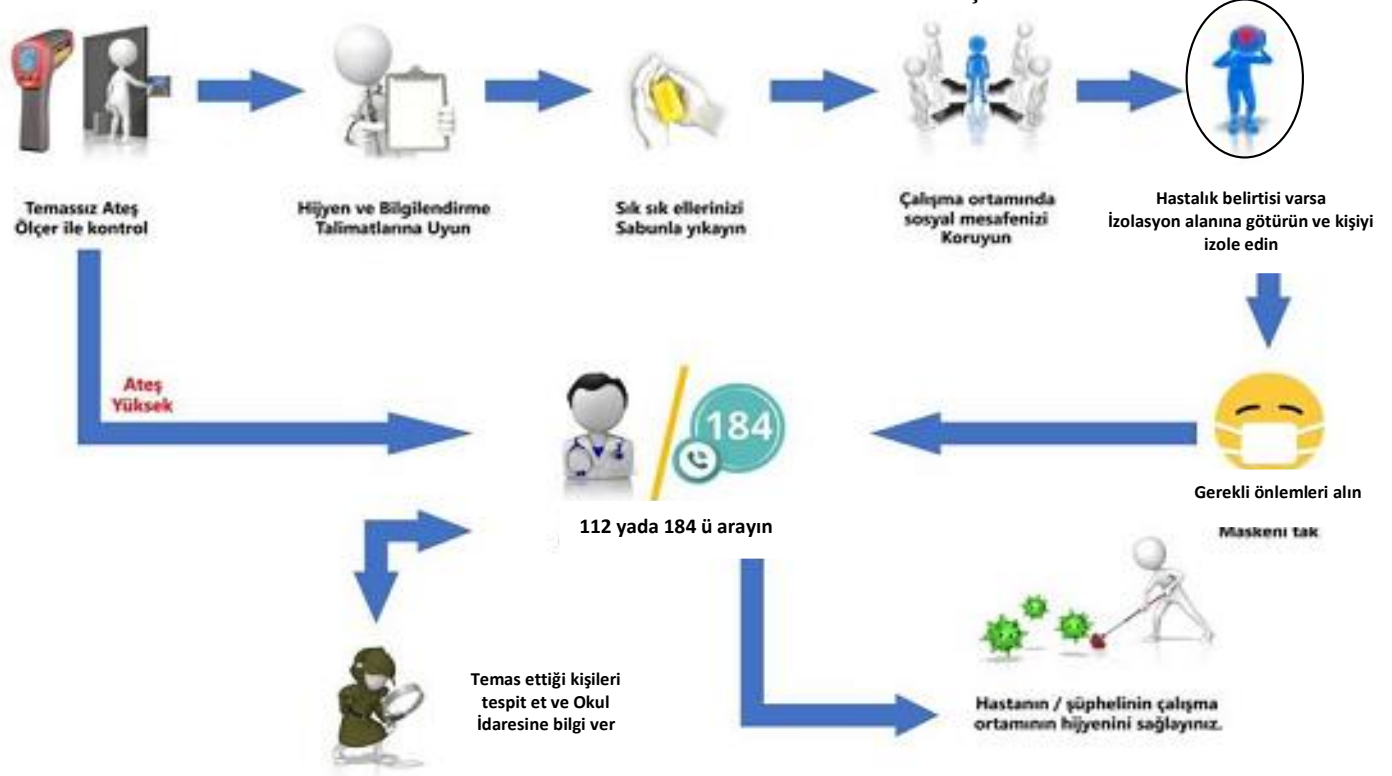 Temassız Ateş
Ölçer ile kontrol
Hijyen ve Bilgilendirme
Talimatlarına Uyun
Sık sık ellerinizi
Sabunla yıkayın
Çalışma ortamında
sosyal mesafenizi
Koruyun
Hastalık belirtisi varsa
İzolasyon alanına götürün ve kişiyi
izole edin
Ateş
Yüksek
184
112 yada 184 ü arayın
Gerekli önlemleri alın
Maskeni tak
Temas ettiği kişileri
tespit et ve Okul
İdaresine bilgi ver
Hastanın / şüphelinin çalışma
ortamının hijyenini sağlayınız.